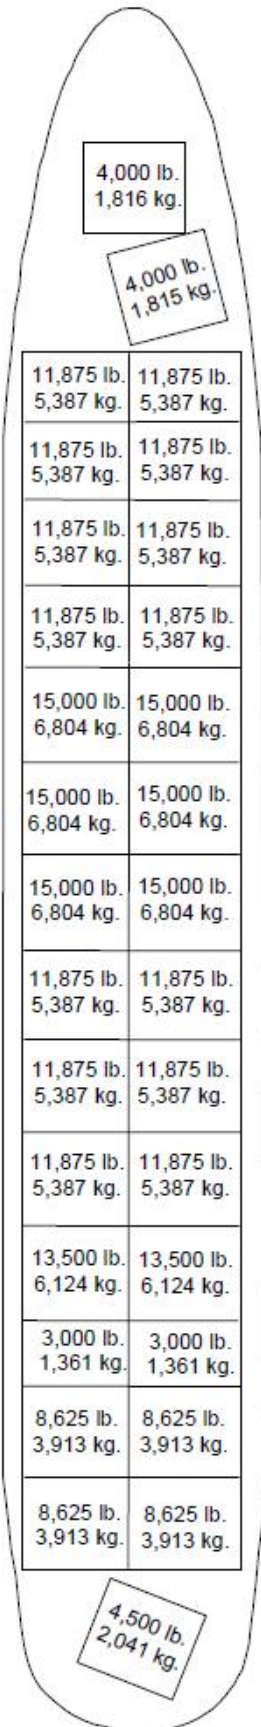 4,000 lb.
1,816 kg.
4,000 lb.
1,815 kg.
11,875 lb. 11,875 lb.
5,387 kg. 5,387 kg.
11,875 lb. 11,875 lb.
5,387 kg. 5,387 kg.
11,875 lb. 11,875 lb.
5,387 kg. 5,387 kg.
11,875 lb. 11,875 lb.
5,387 kg. 5,387 kg.
15,000 lb. 15,000 lb.
6,804 kg. 6,804 kg.
15,000 lb. 15,000 lb.
6,804 kg. 6,804 kg.
15,000 lb. 15,000 lb.
6,804 kg. 6,804 kg.
11,875 lb. 11,875 lb.
5,387 kg. 5,387 kg.
11,875 lb. 11,875 lb.
5,387 kg. 5,387 kg.
11,875 lb. 11,875 lb.
5,387 kg. 5,387 kg.
13,500 lb. 13,500 lb.
6,124 kg. 6,124 kg.
3,000 lb. 3,000 lb.
1,361 kg. 1,361 kg.
8,625 lb. 8,625 lb.
3,913 kg. 3,913 kg.
8,625 lb. 8,625 lb.
3,913 kg. 3,913 kg.
4,500 lb.
2,041 kg.